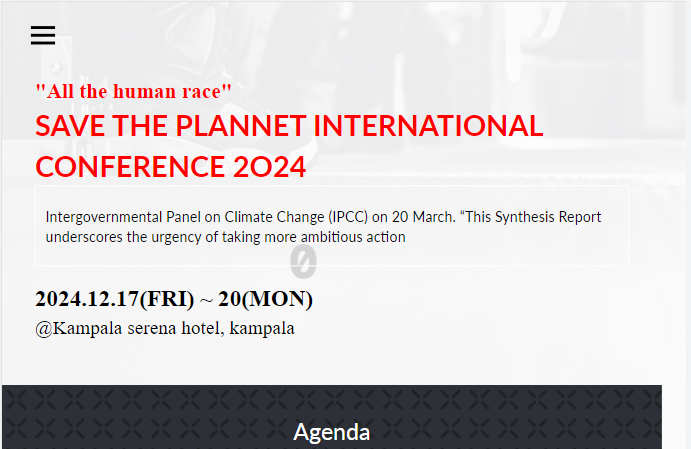 "All the human race"
SAVE THE PLANNET INTERNATIONAL
CONFERENCE 2O24
Intergovernmental Panel on Climate Change (IPCC) on 20 March. “This Synthesis Report
underscores the urgency of taking more ambitious action
0
2024.12.17(FRI) ~ 20(MON)
@Kampala serena hotel, kampala
Agenda